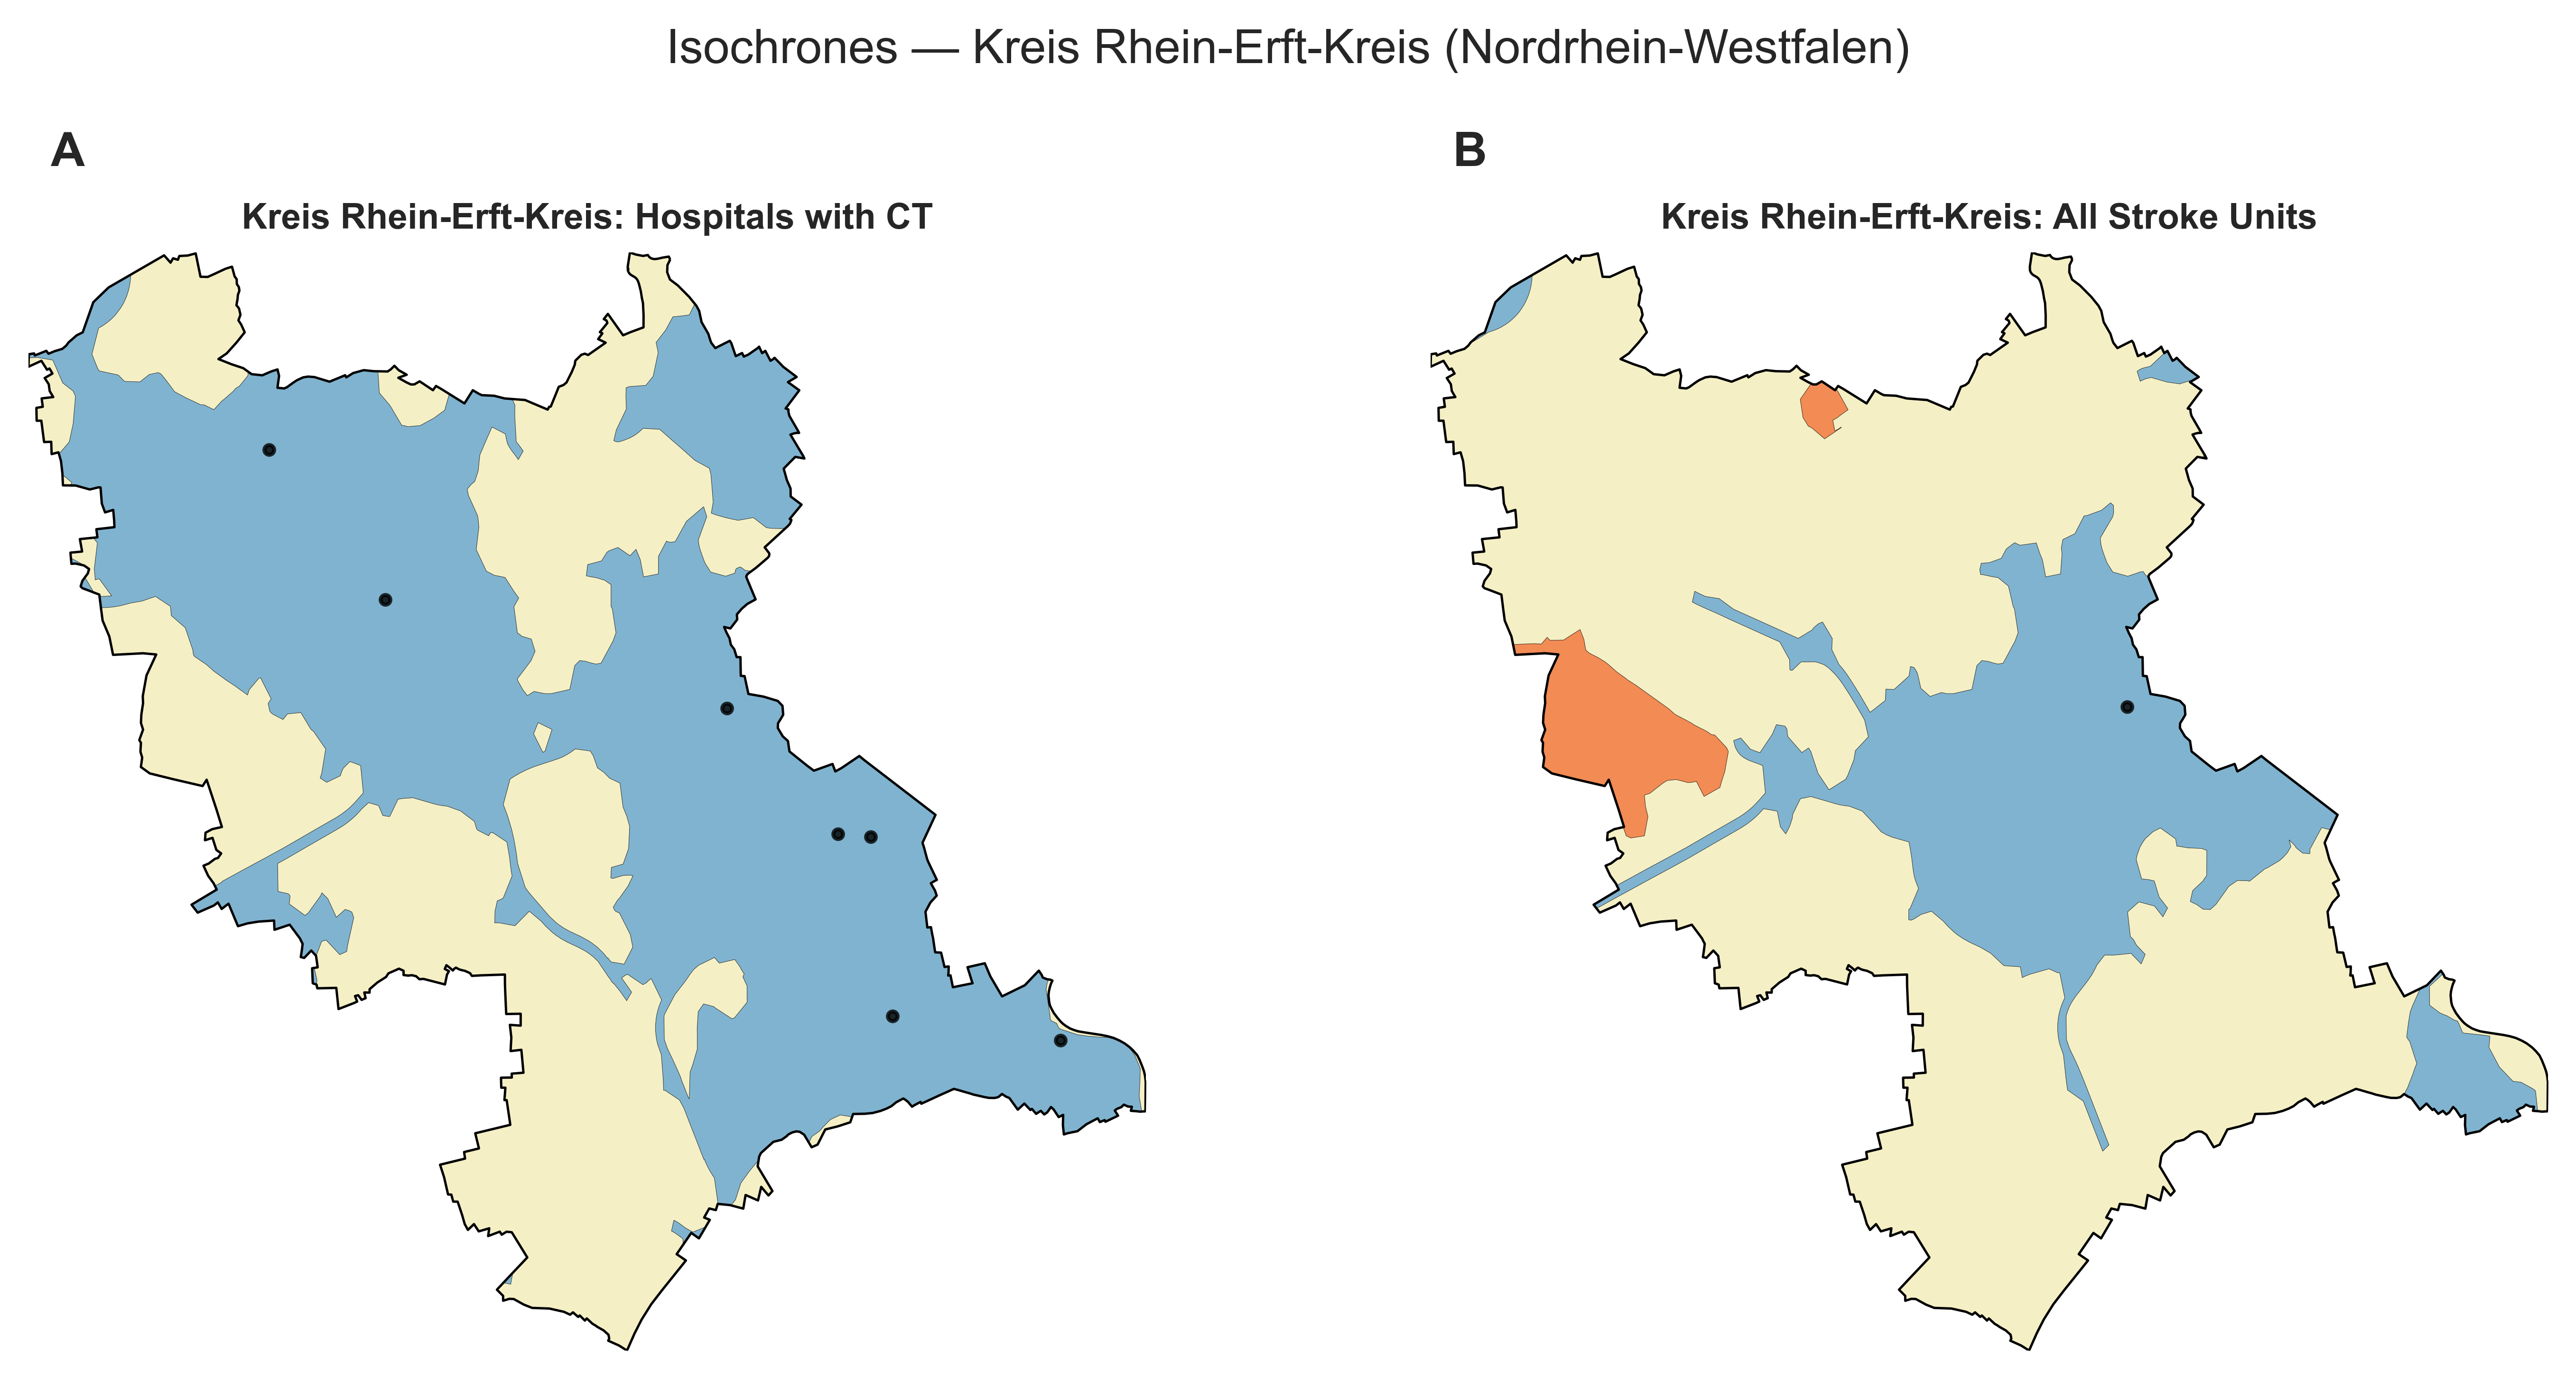 Isochrones — Kreis Rhein-Erft-Kreis (Nordrhein-Westfalen)
A
B
Kreis Rhein-Erft-Kreis: Hospitals with CT
Kreis Rhein-Erft-Kreis: All Stroke Units